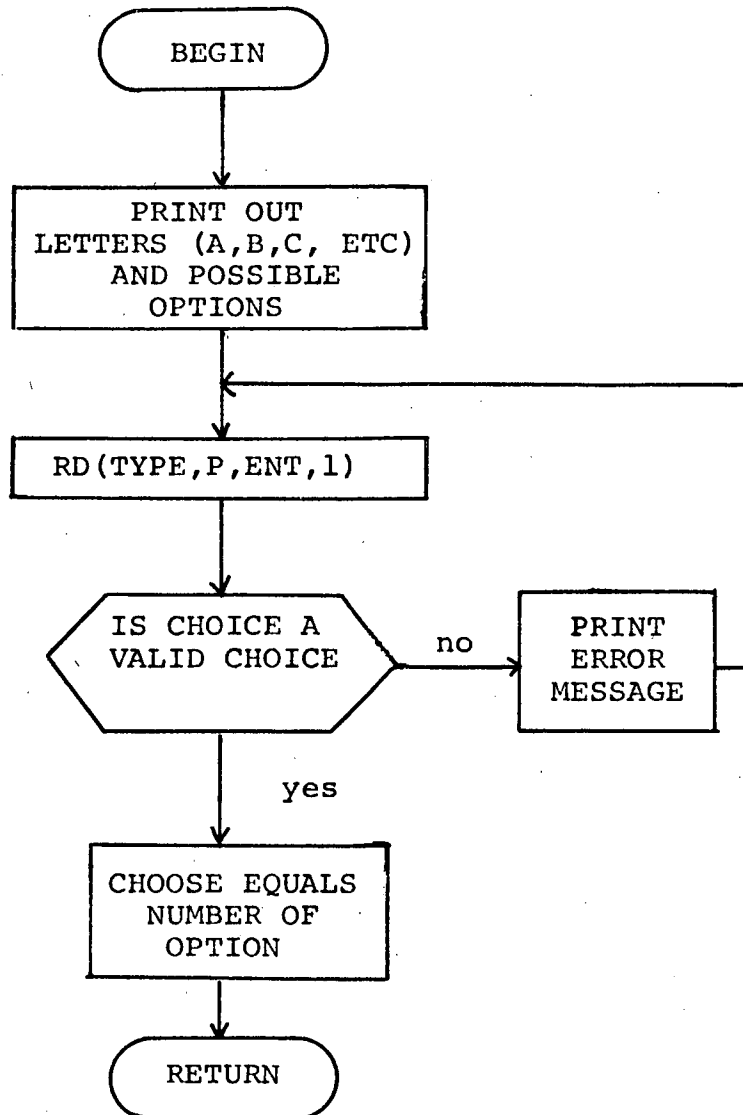 BEGIN
PRINT OUT
LETTERS (A,B,C, ETC)
AND POSSIBLE
OPTIONS
RD(TYPE,P,ENT,1)
IS CHOICE A
VALID CHOICE
no
PRINT
ERROR
MESSAGE
yes
CHOOSE EQUALS
NUMBER OF
OPTION
RETURN